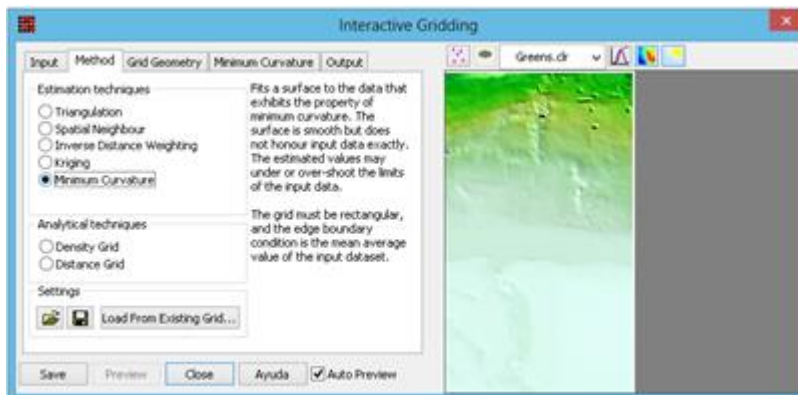 Interactive Gridding
Input Method Grid Geometry Minimum Curvature Output
Greens.clr
Estimation techniques
Triangulation
Spatial Neighbour
Inverse Distance Weighting
Kriging
Minimum Curvature
Fits a surface to the data that
exhibits the property of
minimum curvature. The
surface is smooth but does
not honour input data exactly.
The estimated values may
under or over-shoot the limits
of the input data.
The grid must be rectangular,
and the edge boundary
condition is the mean average
value of the input dataset.
Analytical techniques
Density Grid
Distance Grid
Settings
Load From Existing Grid...
Save Preview Close Ayuda Auto Preview